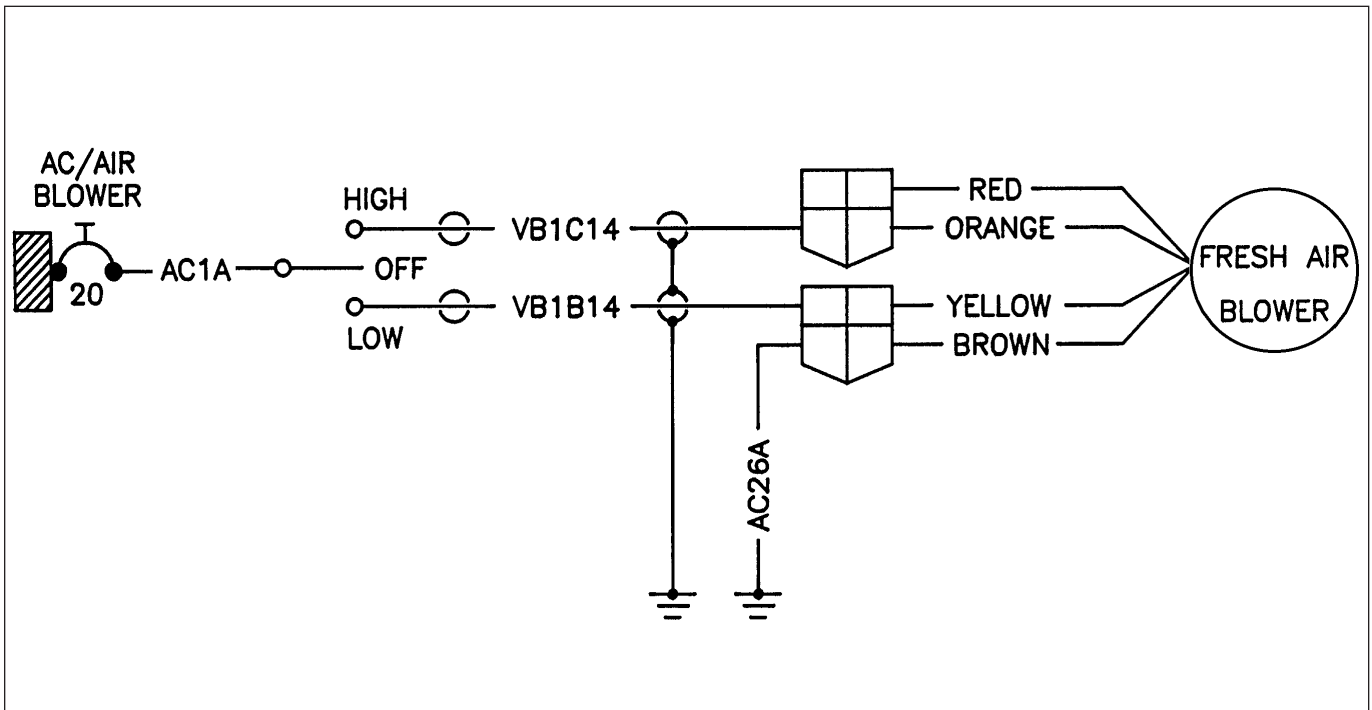 AC/AIR
BLOWER
20
AC1A
HIGH
OFF
LOW
VB1C14
VB1B14
AC26A
RED
ORANGE
YELLOW
BROWN
FRESH AIR
BLOWER